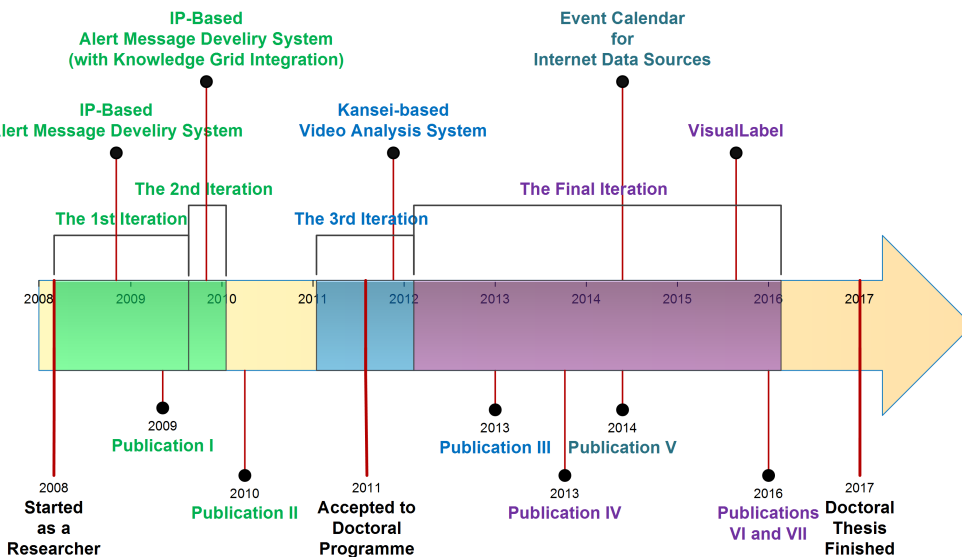 IP-Based
Alert Message Develiry System
(with Knowledge Grid Integration)
Event Calendar
for
Internet Data Sources
IP-Based
lert Message Develiry System
Kansei-based
Video Analysis System
VisualLabel
The 2nd Iteration
The Final Iteration
The 1st Iteration
The 3rd Iteration
2008 2009 2010 2011 2012 2013 2014 2015 2016 2017
2009
Publication I
2013
Publication III
2014
Publication V
2008
Started
as a
Researcher
2010
Publication II
2011
Accepted to
Doctoral
Programme
2013
Publication IV
2016
Publications
VI and VII
2017
Doctoral
Thesis
Finished